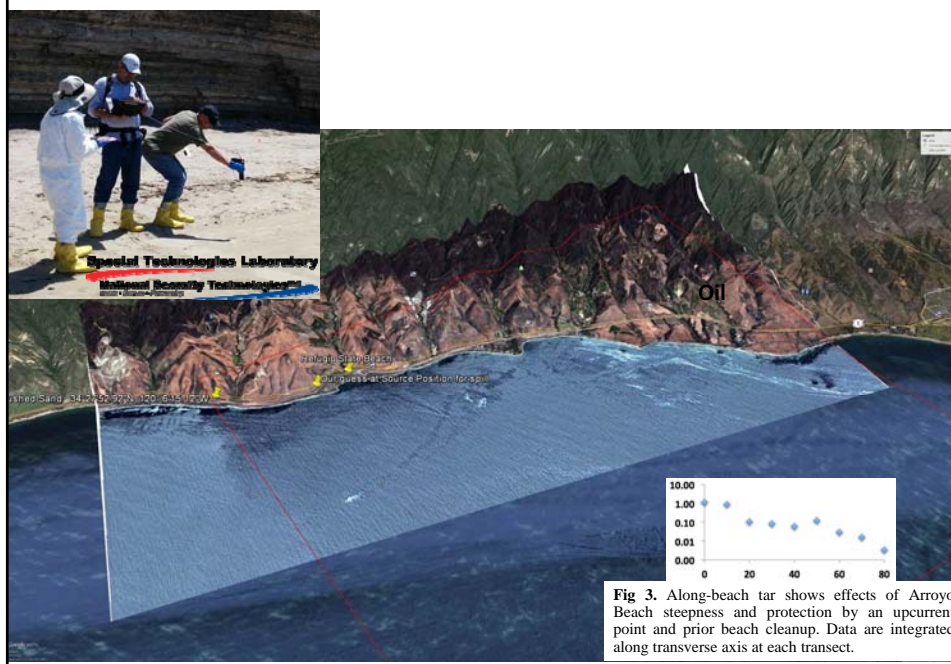 Special Technologies Laboratory
National Security Technologies
Oil
Refugio State Beach
Our guess at Source Position for spill
ushed Sand
10.00
1.00
0.10
0.01
0.00
0 20 40 60 80
Fig 3. Along-beach tar shows effects of Arroyo
Beach steepness and protection by an upcurrent
point and prior beach cleanup. Data are integrated
along transverse axis at each transect.